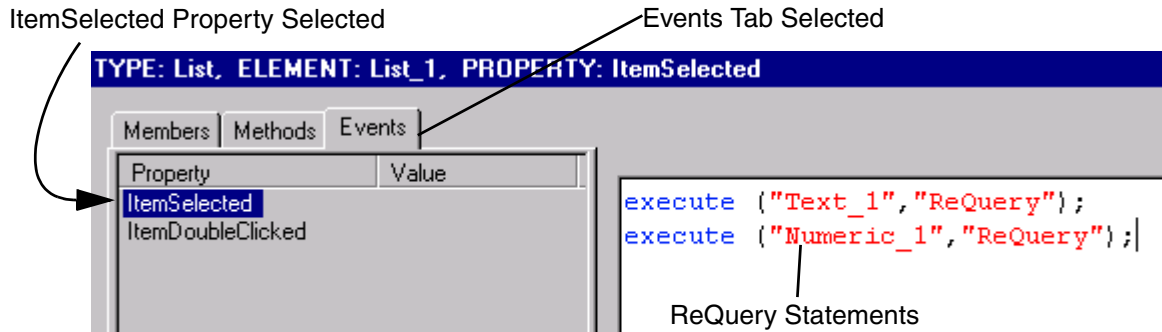 ItemSelected Property Selected
Events Tab Selected
TYPE: List, ELEMENT: List_1, PROPERTY: ItemSelected
Members Methods Events
Property Value
ItemSelected
ItemDoubleClicked
execute ("Text_1","ReQuery");
execute ("Numeric_1","ReQuery");
ReQuery Statements